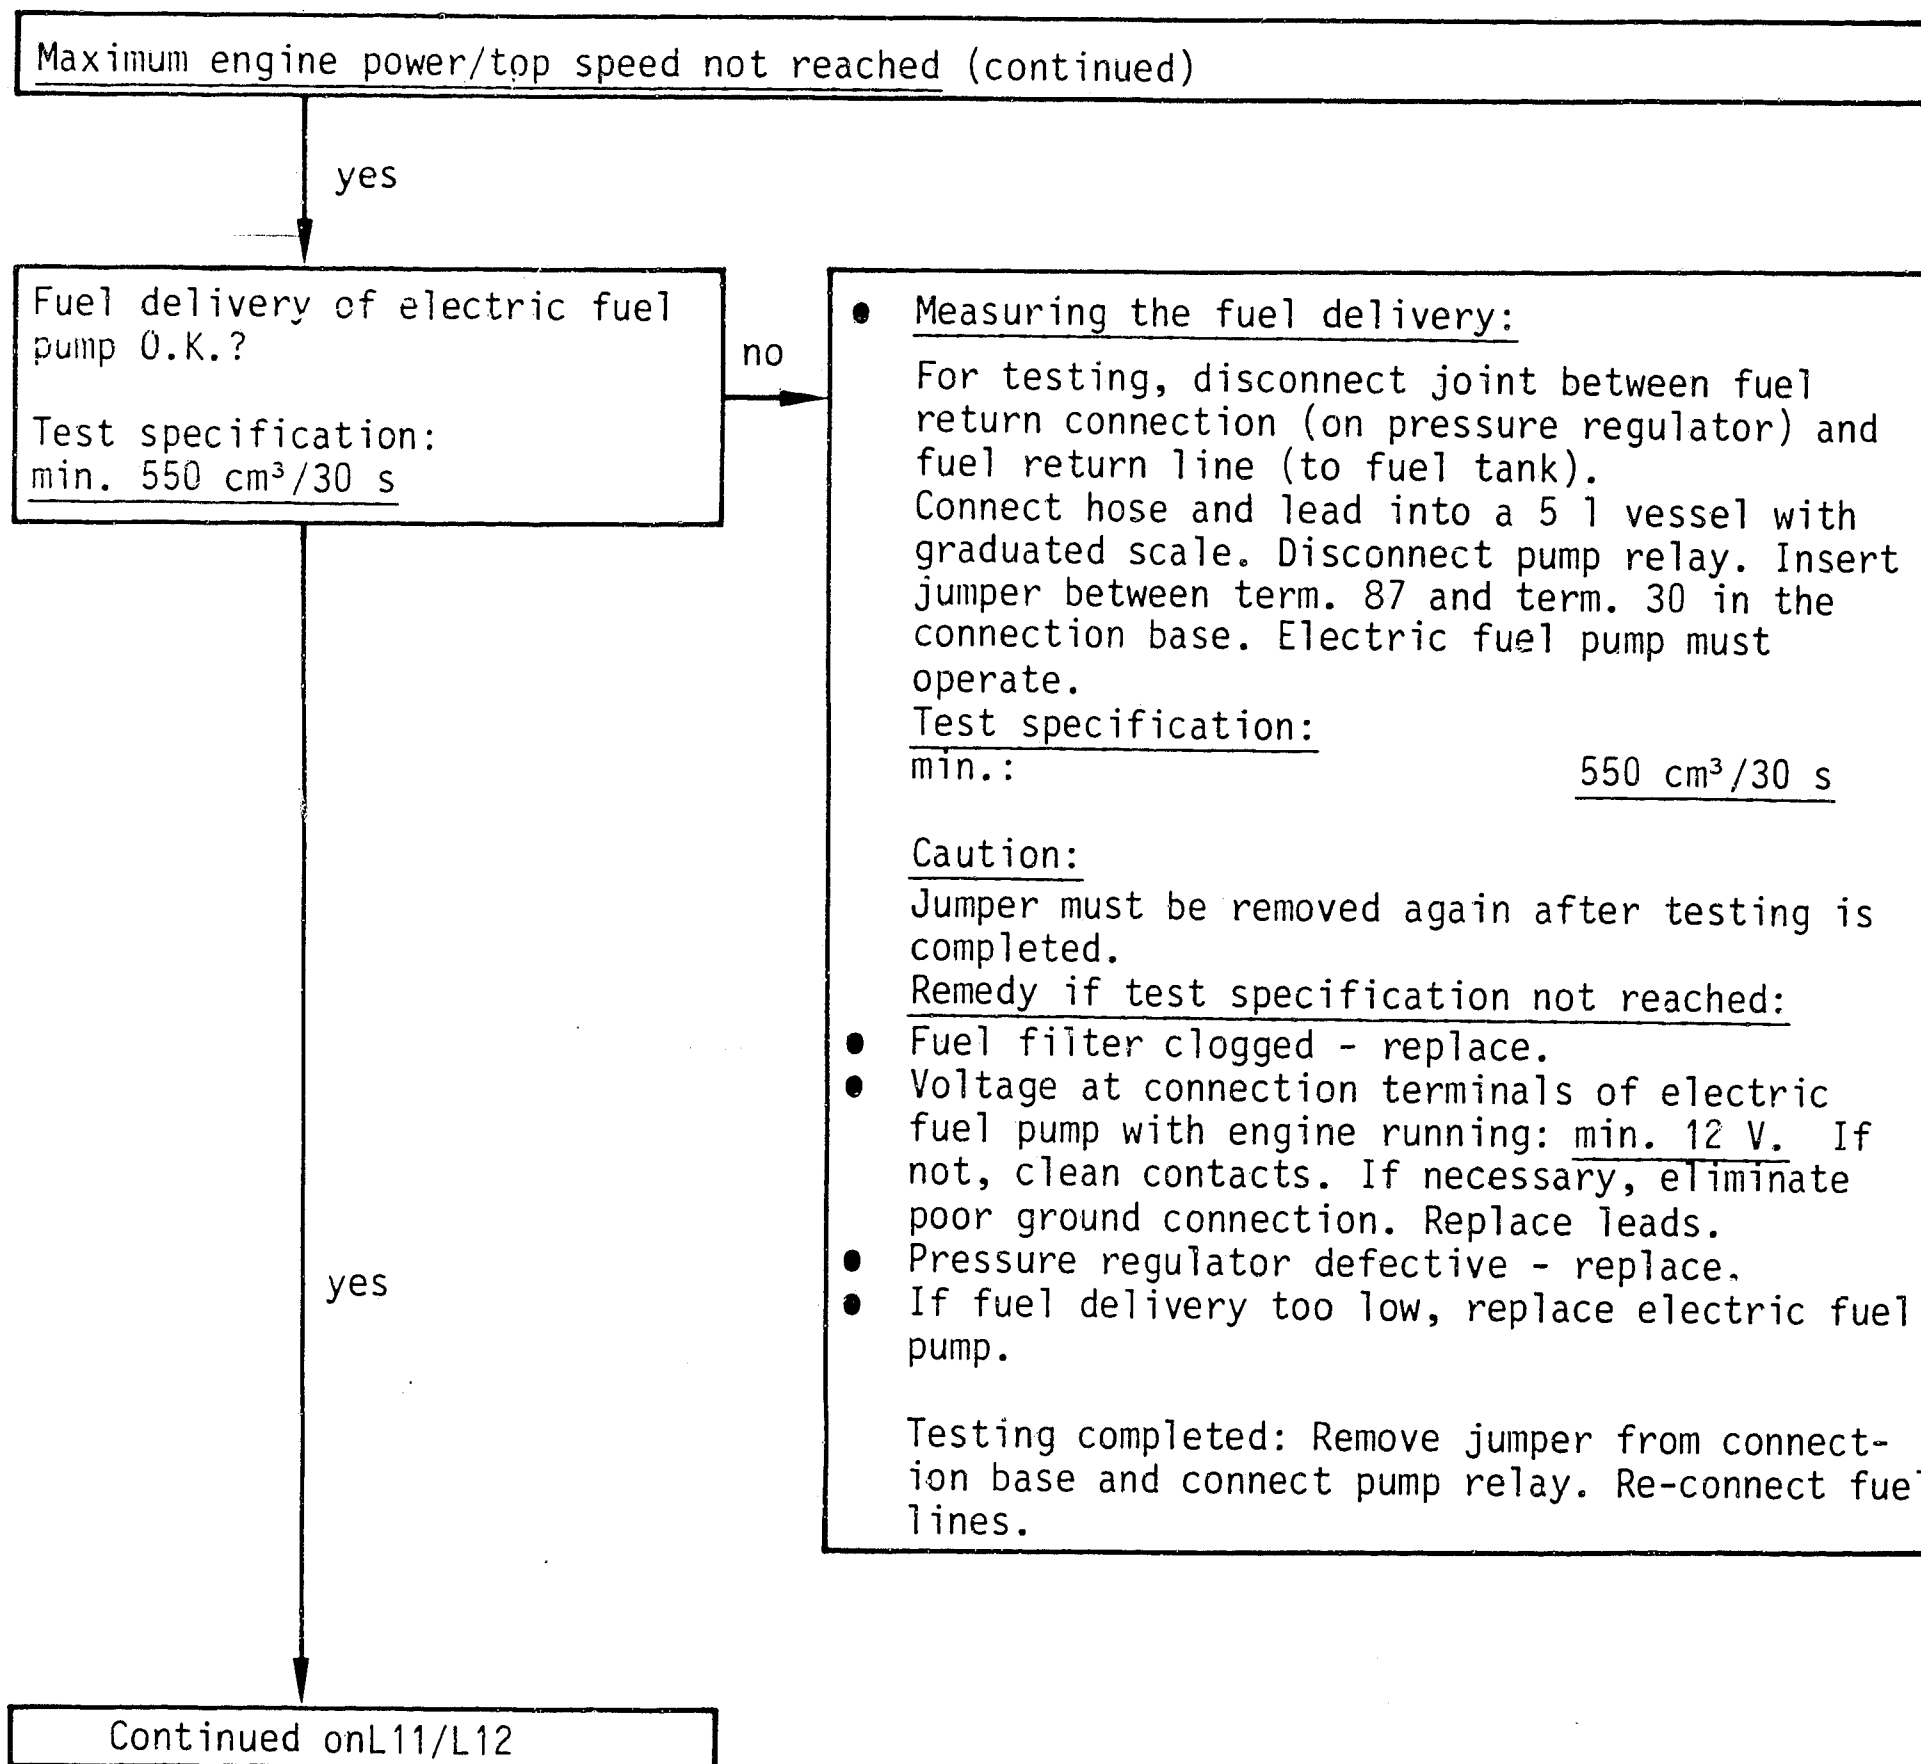 Maximum engine power/top speed not reached (continued)
yes
Fuel delivery of electric fuel
pump O.K.?
Test specification:
min. 550 cm³/30 s
no
● Measuring the fuel delivery:
For testing, disconnect joint between fuel
return connection (on pressure regulator) and
fuel return line (to fuel tank).
Connect hose and lead into a 5 l vessel with
graduated scale. Disconnect pump relay. Insert
jumper between term. 87 and term. 30 in the
connection base. Electric fuel pump must
operate.
Test specification:
min.: 550 cm³/30 s
Caution:
Jumper must be removed again after testing is
completed.
Remedy if test specification not reached:
● Fuel filter clogged - replace.
● Voltage at connection terminals of electric
fuel pump with engine running: min. 12 V. If
not, clean contacts. If necessary, eliminate
poor ground connection. Replace leads.
● Pressure regulator defective - replace.
● If fuel delivery too low, replace electric fuel
pump.
Testing completed: Remove jumper from connect-
ion base and connect pump relay. Re-connect fuel
lines.
yes
Continued onL11/L12